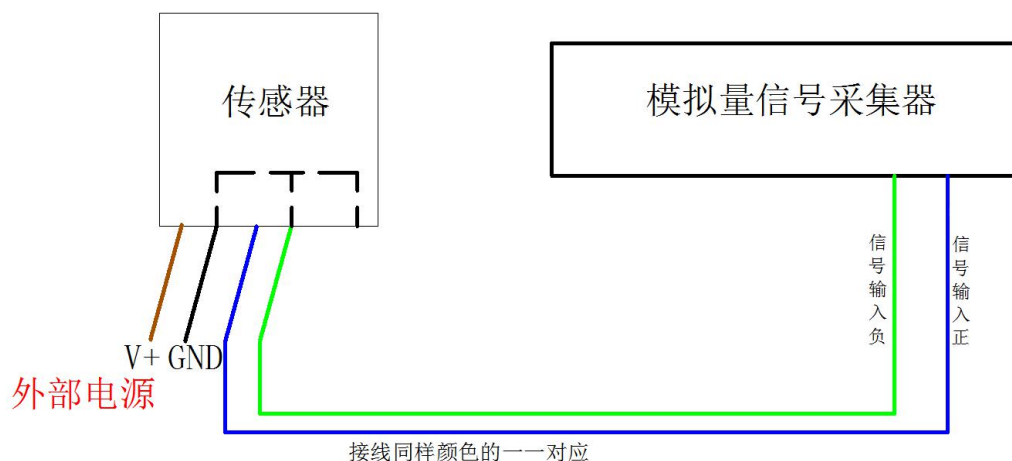 传感器
模拟量信号采集器
信号输入负
信号输入正
V+ GND
外部电源
接线同样颜色的一一对应